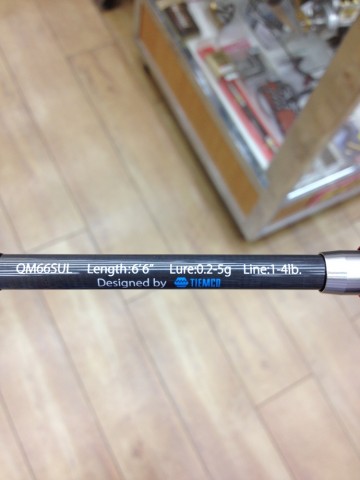 QM66SUL Length:6'6" Lure:0.2-5g Line:1-4lb.
Designed by TIEMCO